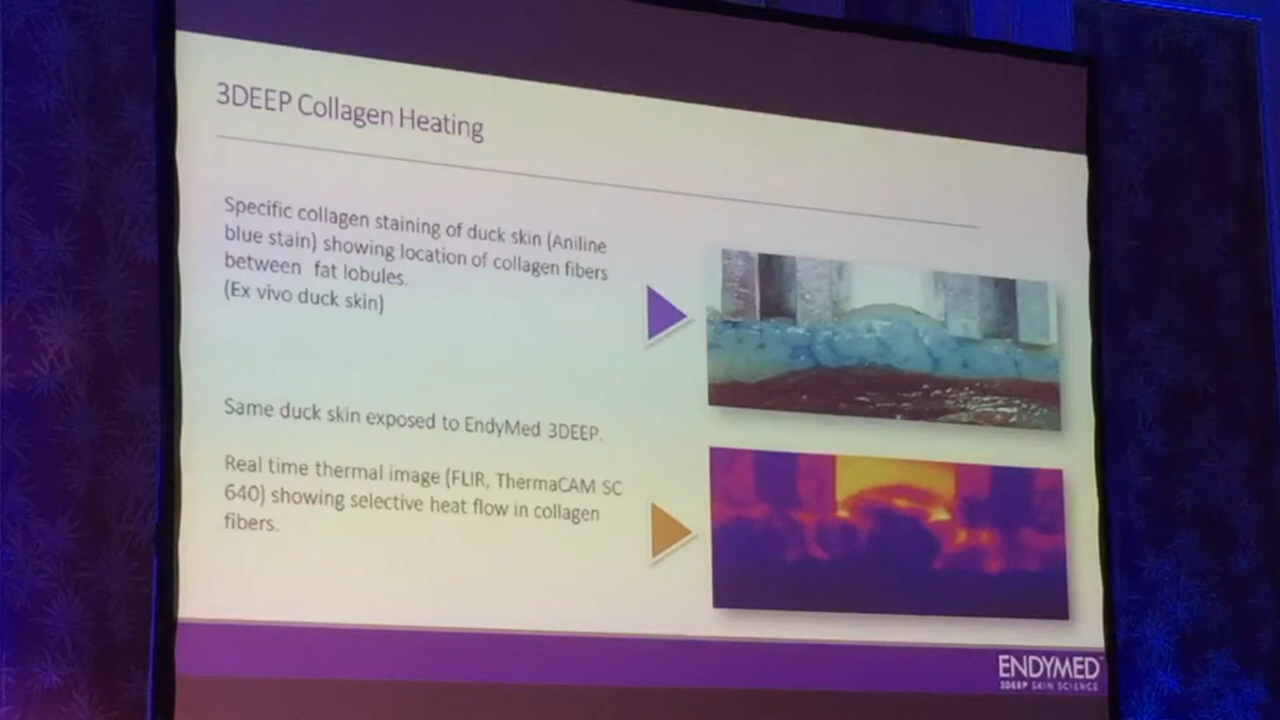 3DEEP Collagen Heating
Specific collagen staining of duck skin (Aniline
blue stain) showing location of collagen fibers
between fat lobules.
(Ex vivo duck skin)
Same duck skin exposed to EndyMed 3DEEP.
Real time thermal image (FLIR, ThermaCAM SC
640) showing selective heat flow in collagen
fibers.
ENDYMED™
3DEEP SKIN SCIENCE